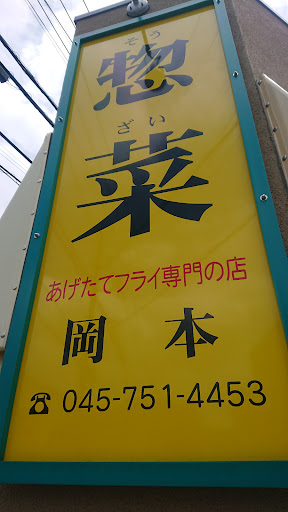 そう
惣
ざい
菜
あげたてフライ専門の店
岡本
☎ 045-751-4453